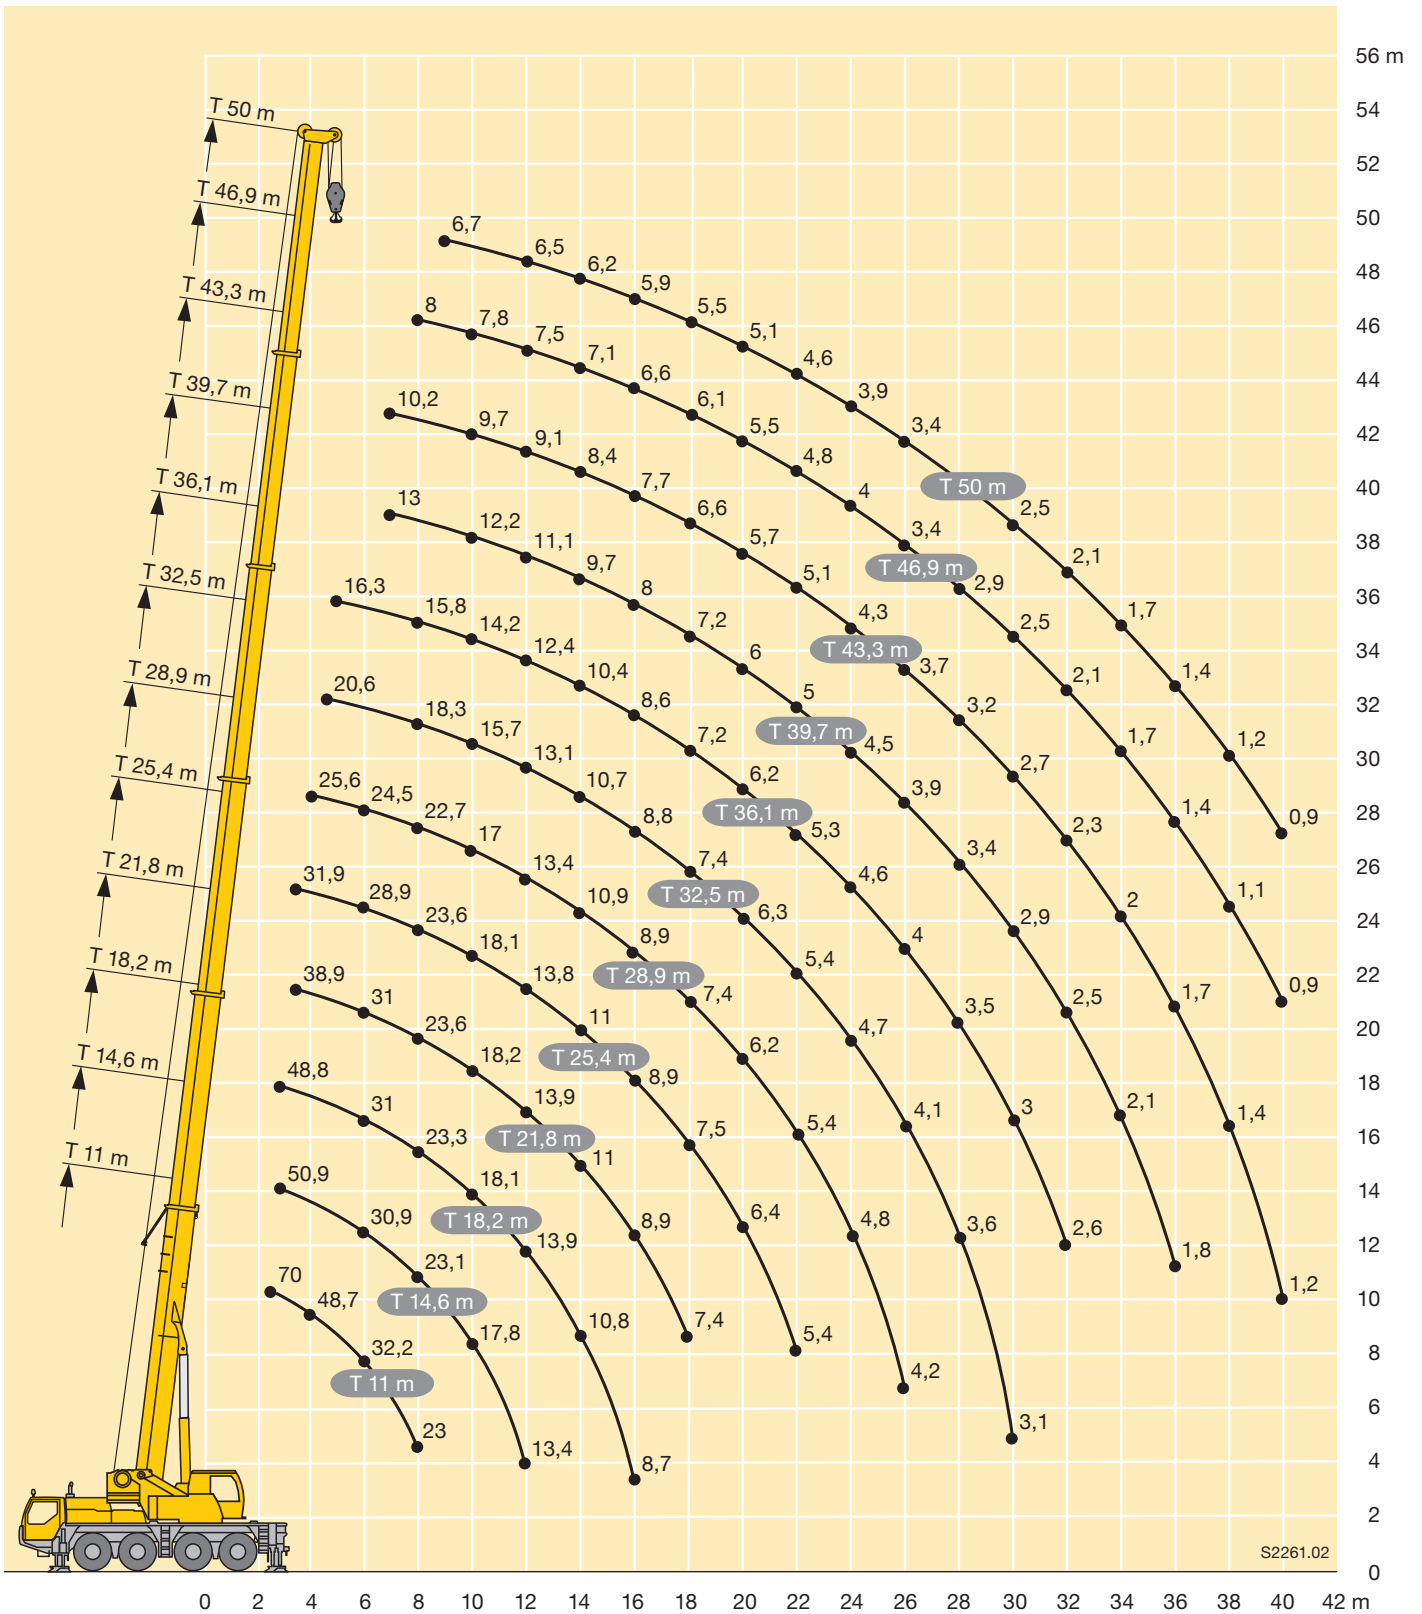 56 m
54
52
50
48
46
44
42
40
38
36
34
32
30
28
26
24
22
20
18
16
14
12
10
8
6
4
2
0
T 50 m
T 46,9 m
T 43,3 m
T 39,7 m
T 36,1 m
T 32,5 m
T 28,9 m
T 25,4 m
T 21,8 m
T 18,2 m
T 14,6 m
T 11 m
6,7 6,5 6,2 5,9 5,5 5,1 4,6 3,9 3,4 T 50 m 2,5 2,1 1,7 1,4 1,2 0,9
8 7,8 7,5 7,1 6,6 6,1 5,5 4,8 4 3,4 T 46,9 m 2,9 2,5 2,1 1,7 1,4 1,1 0,9
10,2 9,7 9,1 8,4 7,7 6,6 5,7 5,1 4,3 T 43,3 m 3,7 3,2 2,7 2,3 2 1,7 1,4 1,2
13 12,2 11,1 9,7 8 7,2 6 5 T 39,7 m 4,5 3,9 3,4 2,9 2,5 2,1 1,8
16,3 15,8 14,2 12,4 10,4 8,6 7,2 6,2 T 36,1 m 5,3 4,6 4 3,5 3 2,6
20,6 18,3 15,7 13,1 10,7 8,8 7,4 T 32,5 m 6,3 5,4 4,7 4,1 3,6 3,1
25,6 24,5 22,7 17 13,4 10,9 8,9 T 28,9 m 7,4 6,2 5,4 4,8 4,2
31,9 28,9 23,6 18,1 13,8 11 T 25,4 m 8,9 7,5 6,4 5,4
38,9 31 23,6 18,2 13,9 T 21,8 m 11 8,9 7,4
48,8 31 23,3 18,1 T 18,2 m 13,9 10,8 8,7
50,9 30,9 23,1 T 14,6 m 17,8 13,4
70 48,7 32,2 T 11 m 23
S2261.02
0 2 4 6 8 10 12 14 16 18 20 22 24 26 28 30 32 34 36 38 40 42 m